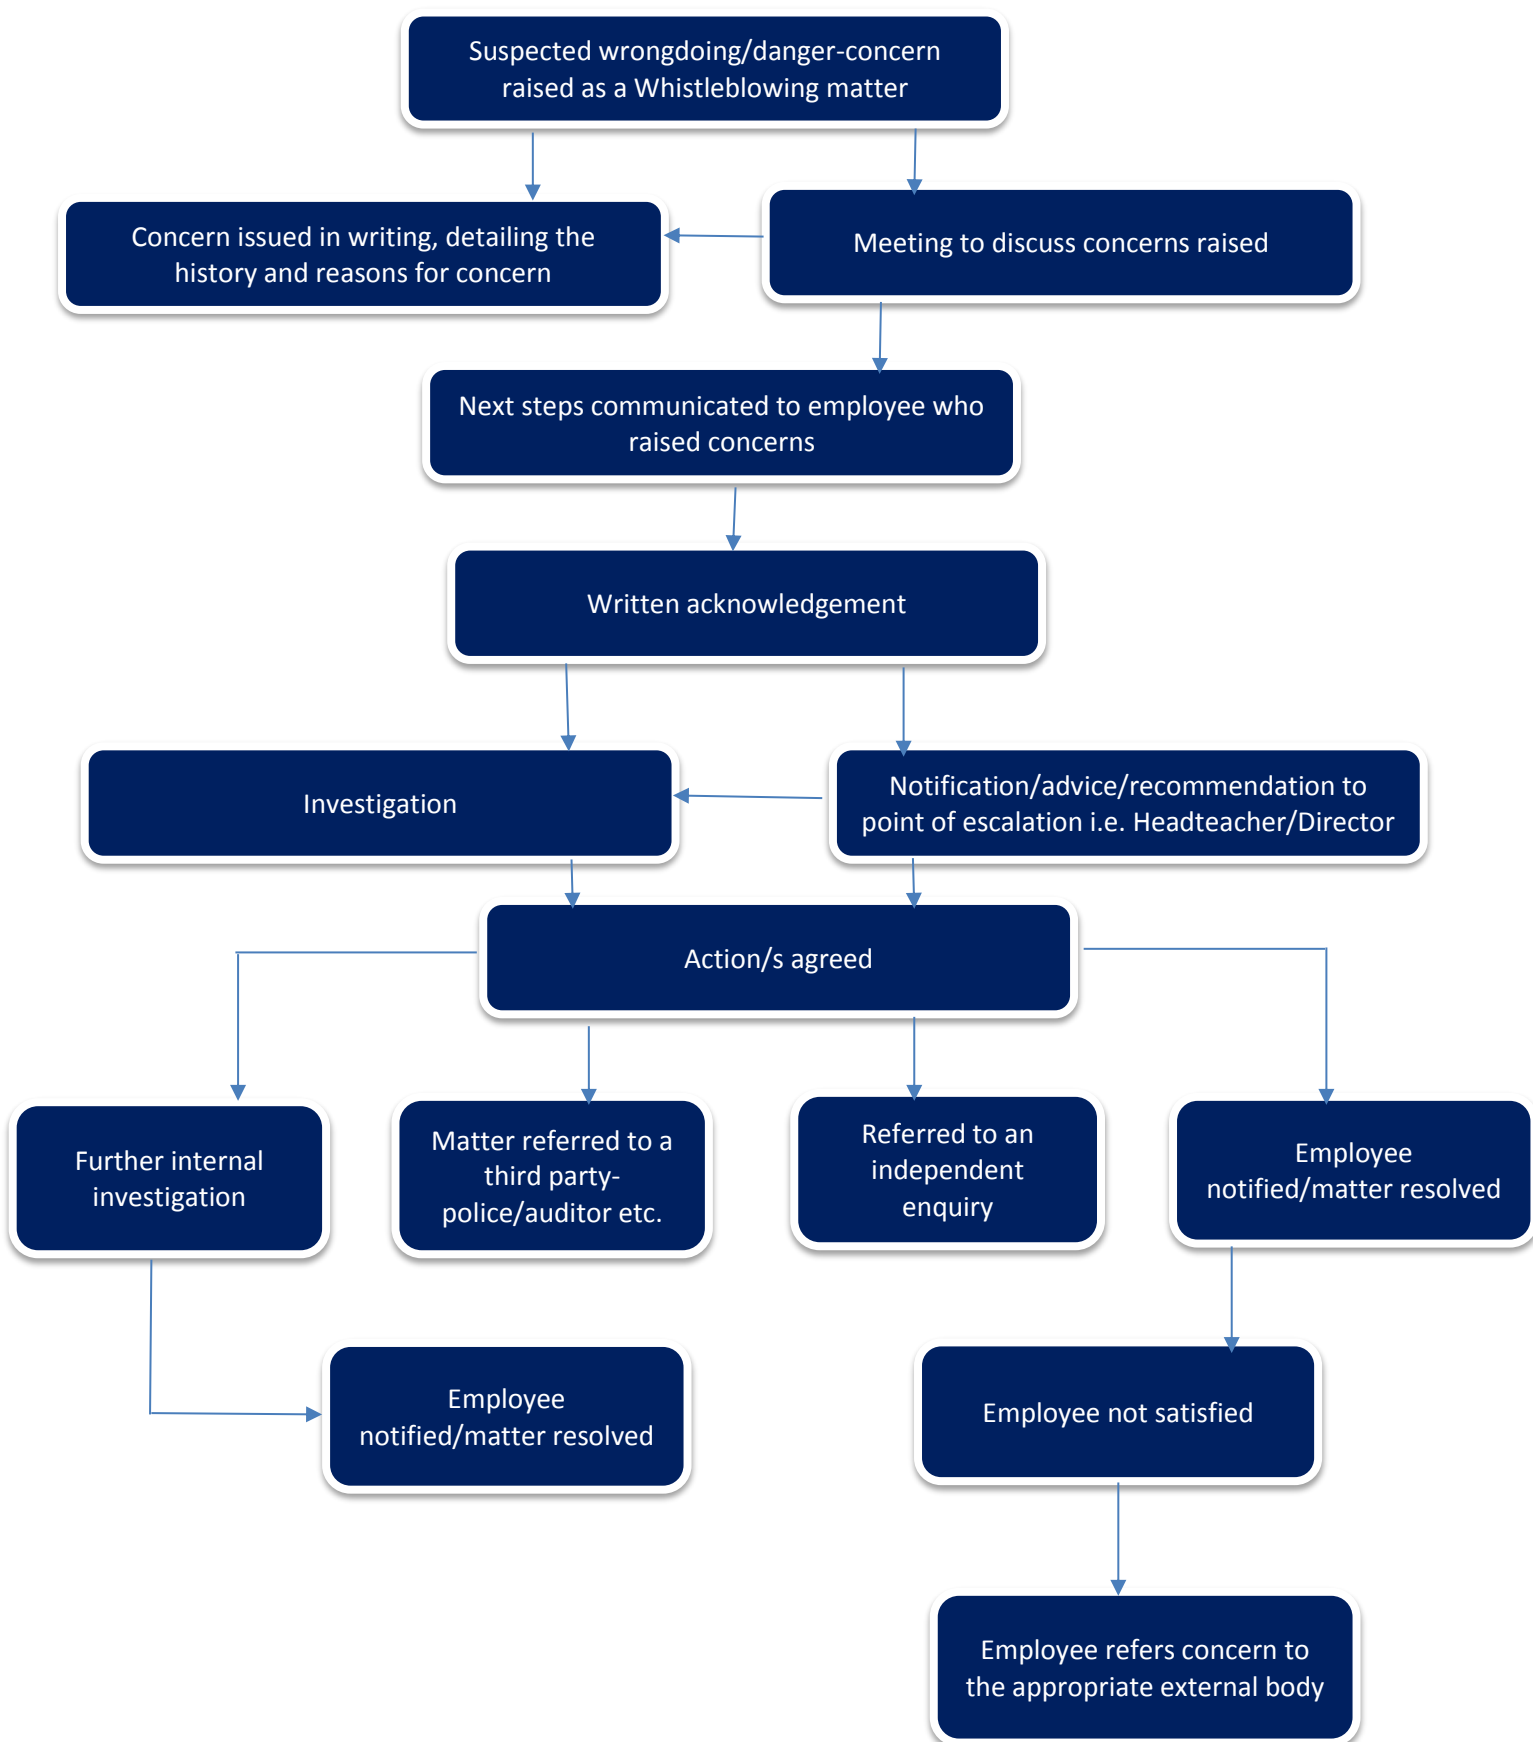 Suspected wrongdoing/danger-concern
raised as a Whistleblowing matter
Concern issued in writing, detailing the
history and reasons for concern
Meeting to discuss concerns raised
Next steps communicated to employee who
raised concerns
Written acknowledgement
Investigation
Notification/advice/recommendation to
point of escalation i.e. Headteacher/Director
Action/s agreed
Further internal
investigation
Matter referred to a
third party-
police/auditor etc.
Referred to an
independent
enquiry
Employee
notified/matter resolved
Employee
notified/matter resolved
Employee not satisfied
Employee refers concern to
the appropriate external body